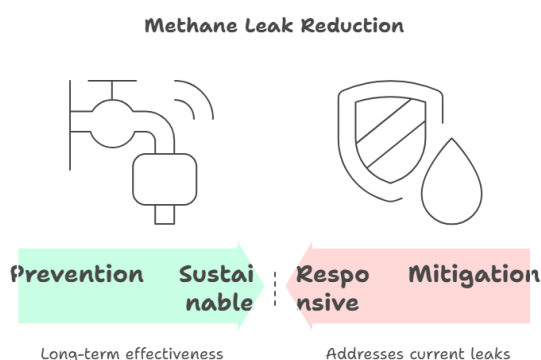 Methane Leak Reduction
Prevention
Sustai
nable
Respo
nsive
Mitigation
Long-term effectiveness
Addresses current leaks